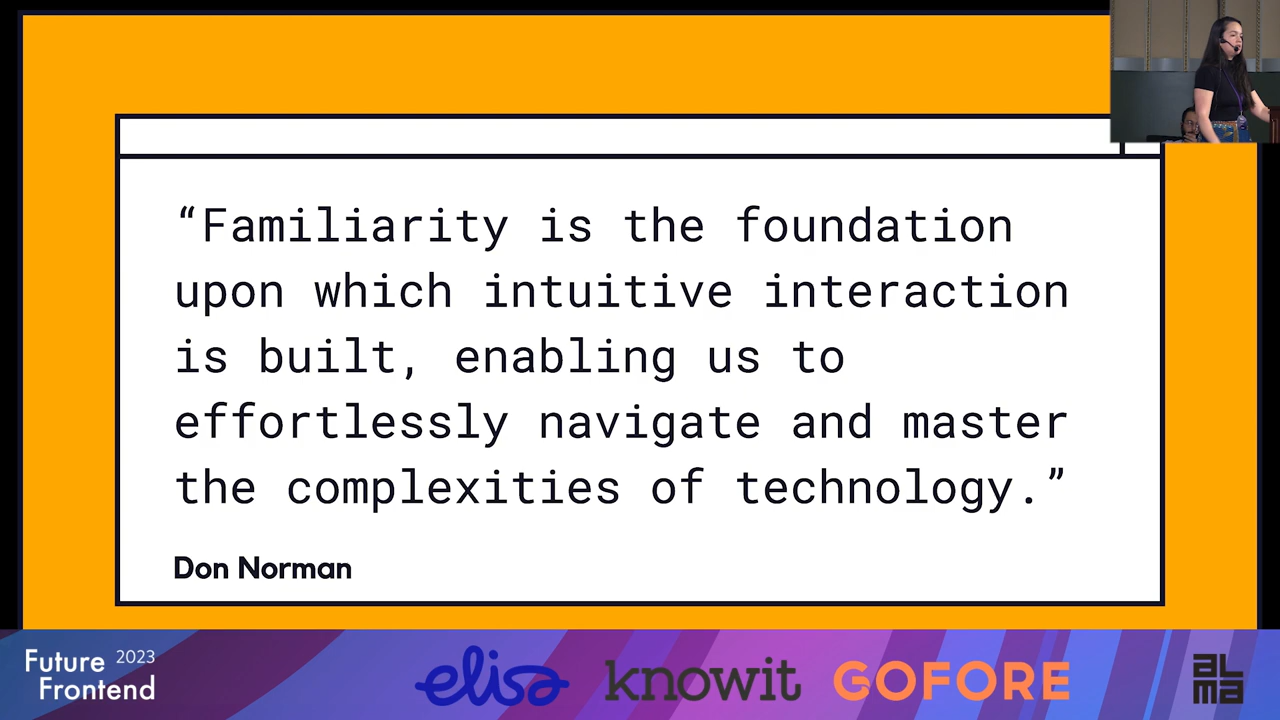 “Familiarity is the foundation
upon which intuitive interaction
is built, enabling us to
effortlessly navigate and master
the complexities of technology.”
Don Norman
Future 2023
Frontend
elisa
knowit
GOFORE
aLma